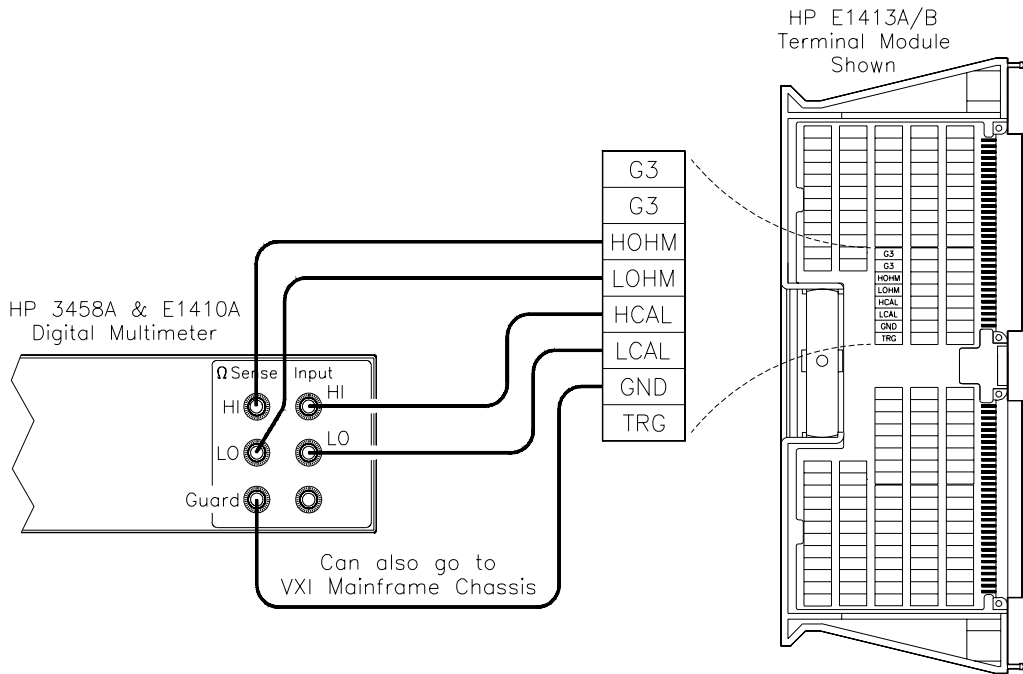 HP E1413A/B
Terminal Module
Shown
G3
G3
HOHM
LOHM
HCAL
LCAL
GND
TRG
G3
G3
HOHM
LOHM
HCAL
LCAL
GND
TRG
HP 3458A & E1410A
Digital Multimeter
Ω Sense Input
HI HI
LO LO
Guard
Can also go to
VXI Mainframe Chassis